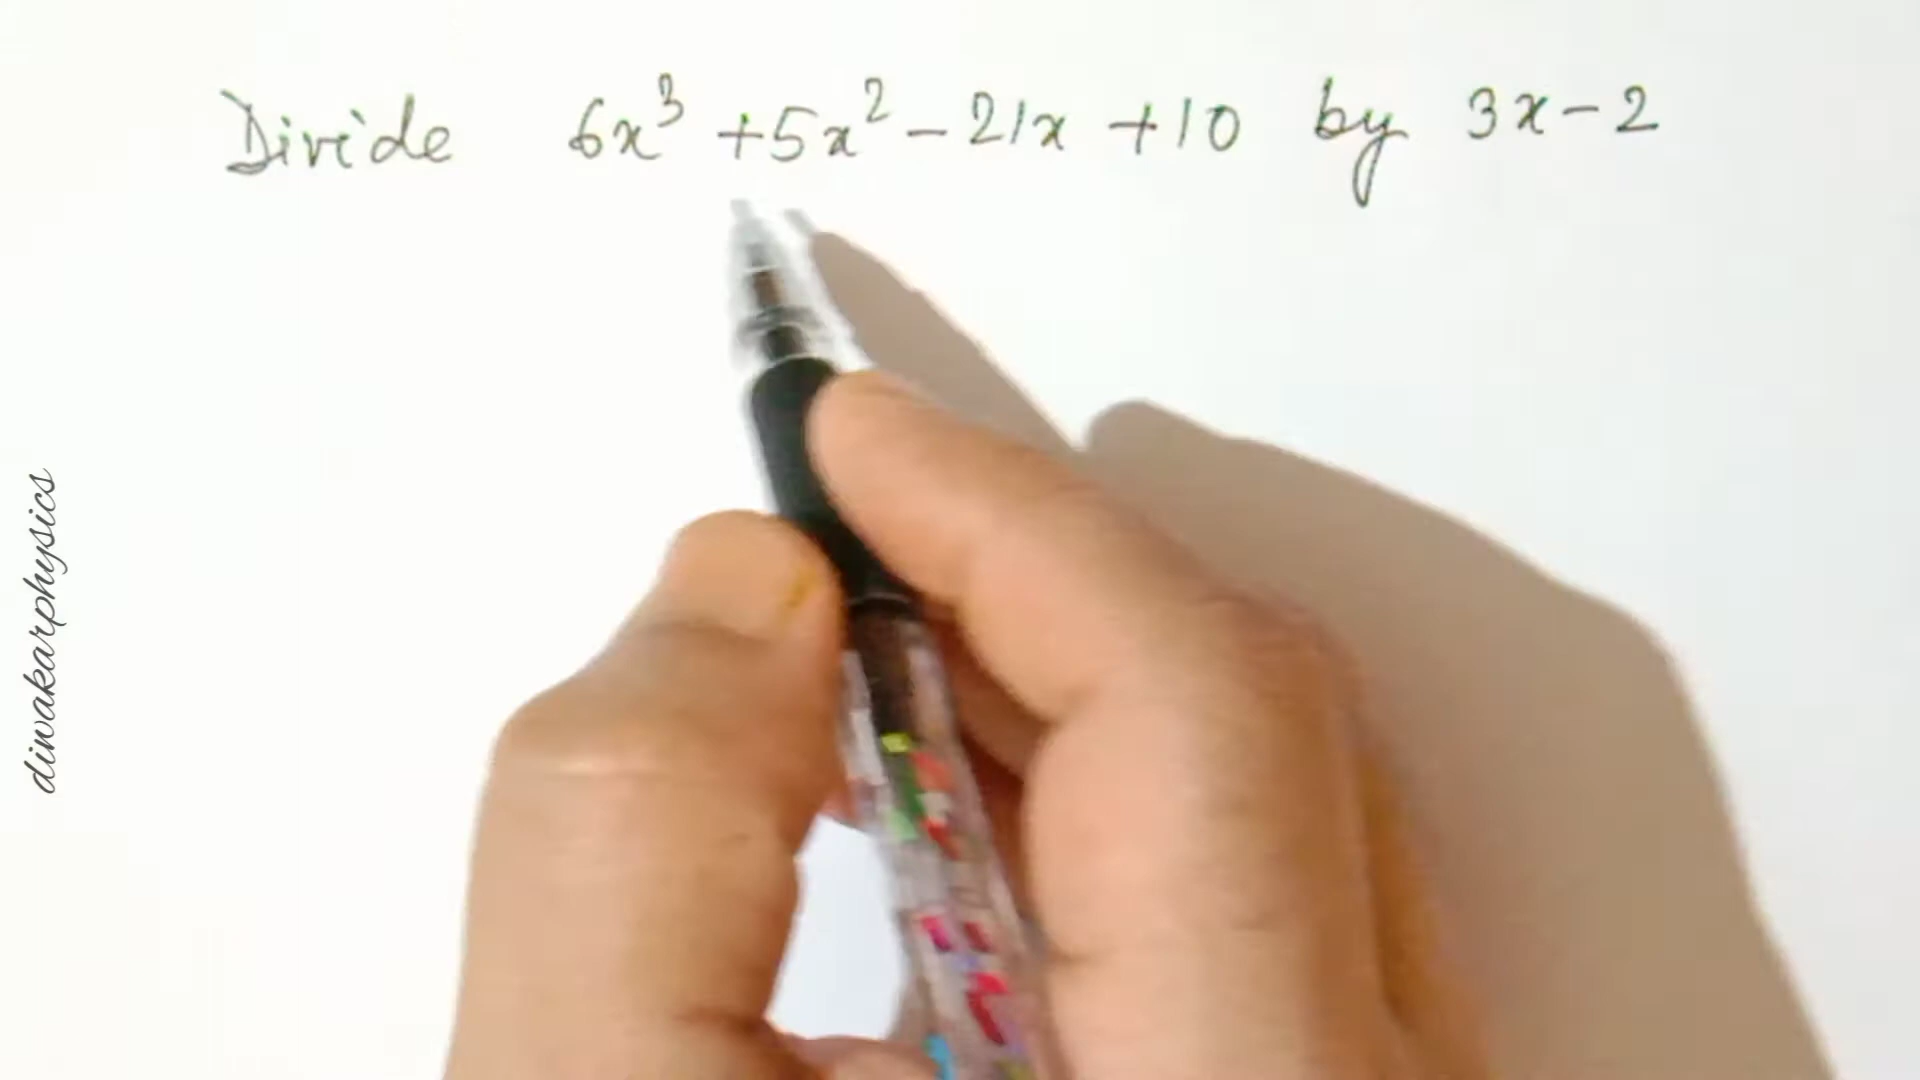 Divide 6x³ + 5x² - 21x + 10 by 3x - 2
diwakarphysics